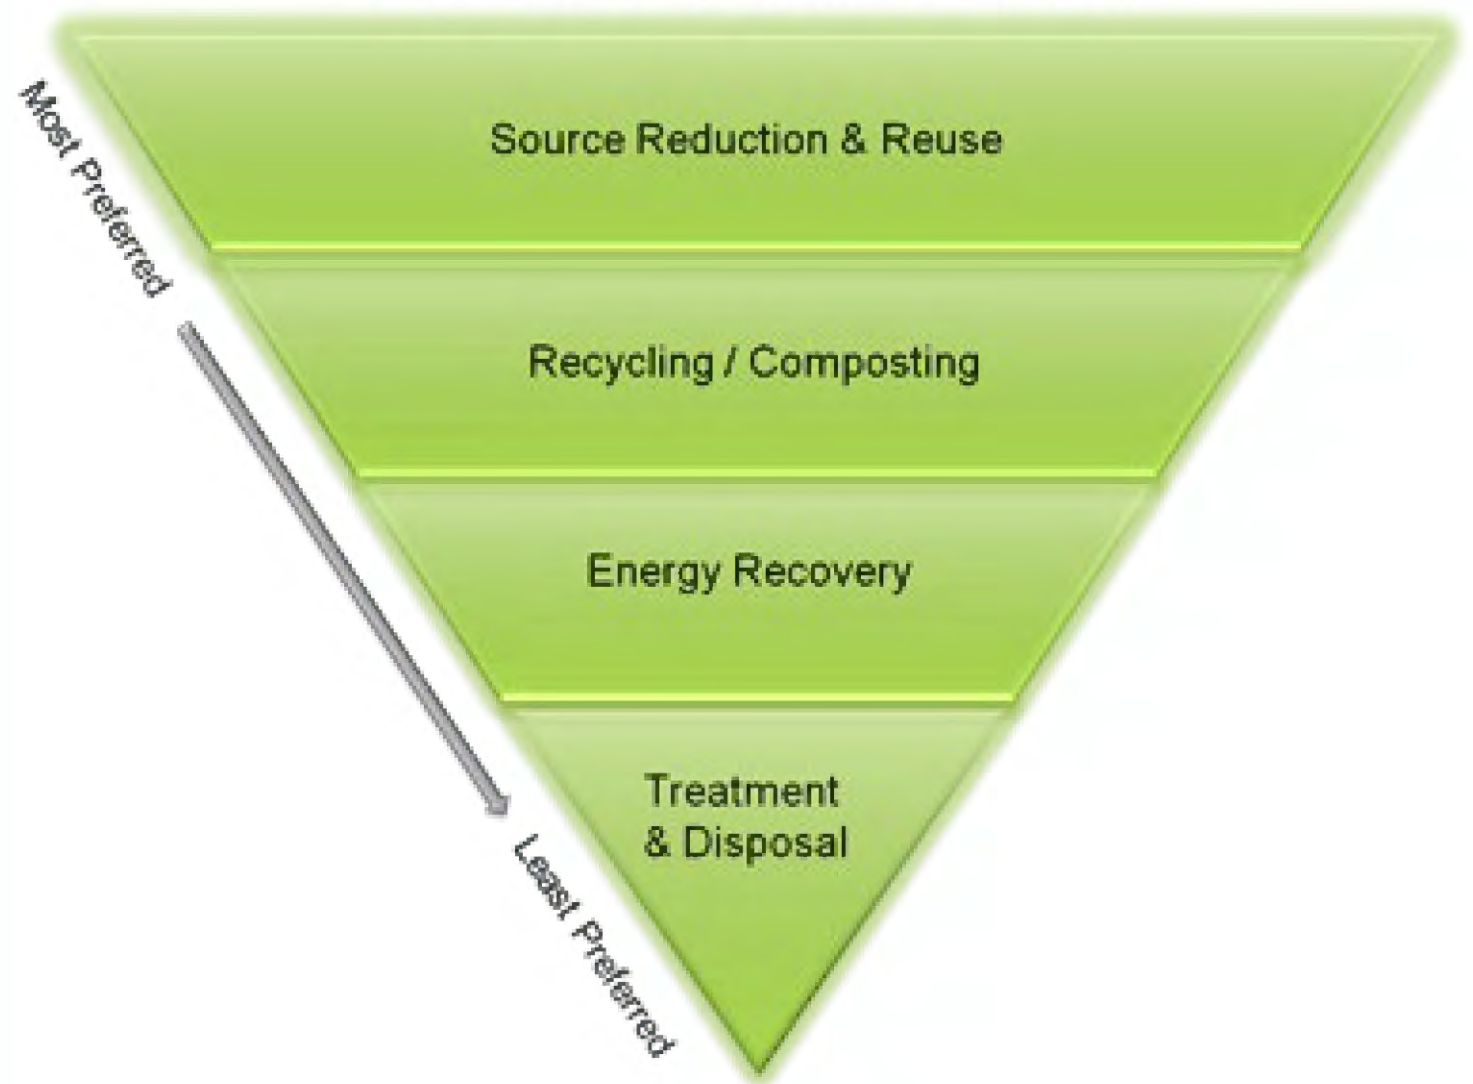 Most Preferred
Source Reduction & Reuse
Recycling / Composting
Energy Recovery
Treatment
& Disposal
Least Preferred